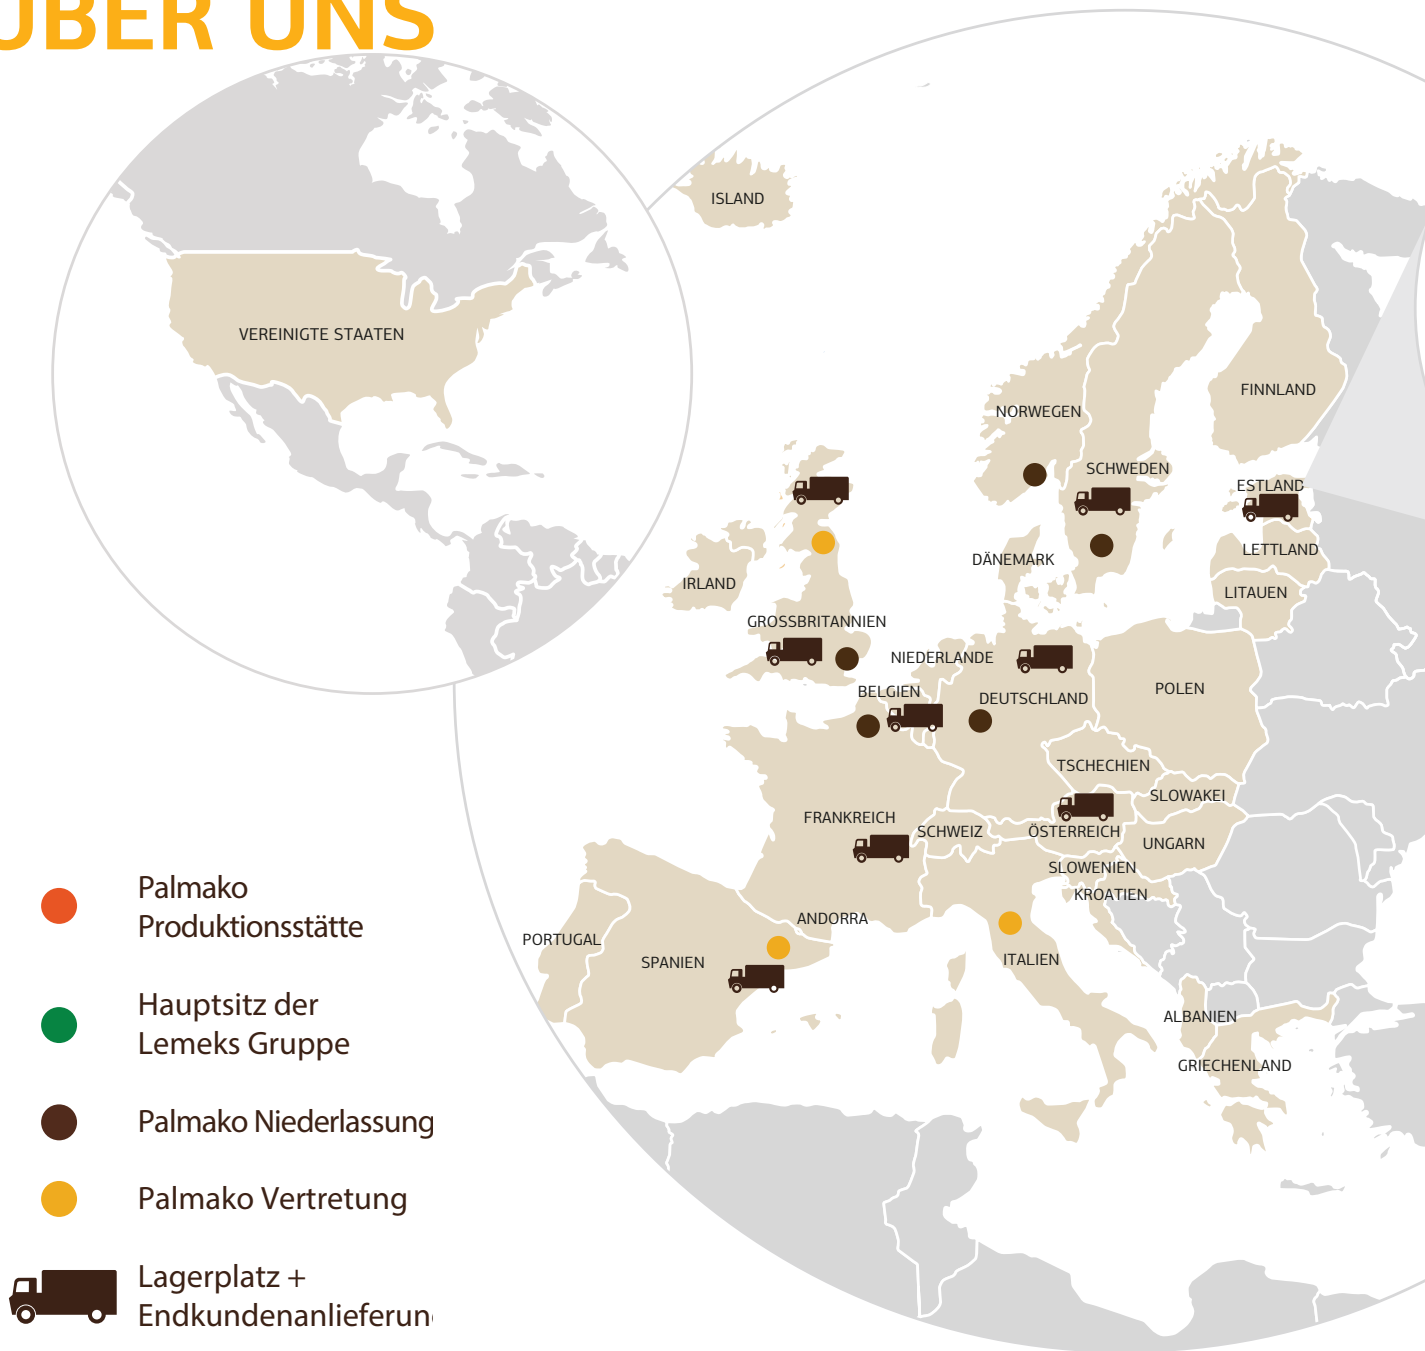 ÜBER UNS
ISLAND
VEREINIGTE STAATEN
FINNLAND
NORWEGEN
SCHWEDEN
ESTLAND
LETTLAND
DÄNEMARK
IRLAND
LITAUEN
GROSSBRITANNIEN
NIEDERLANDE
BELGIEN
DEUTSCHLAND
POLEN
TSCHECHIEN
SLOWAKEI
FRANKREICH
SCHWEIZ
ÖSTERREICH
UNGARN
SLOWENIEN
KROATIEN
ANDORRA
PORTUGAL
SPANIEN
ITALIEN
ALBANIEN
GRIECHENLAND
Palmako
Produktionsstätte
Hauptsitz der
Lemeks Gruppe
Palmako Niederlassung
Palmako Vertretung
Lagerplatz +
Endkundenanlieferun